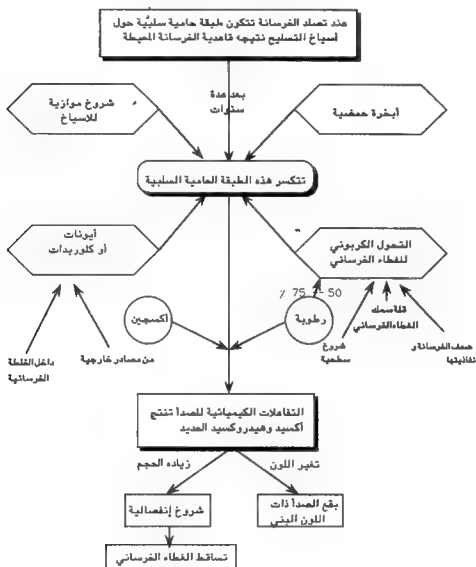 عند تصلد الخرسانة تتكون طبقة حامية سلبية حول
أسياخ التسليح نتيجه قاعدية الخرسانة المحيطة
شروخ موازية
للاسياخ
بعد عدة
سنوات
أبخرة حمضية
تتكسر هذه الطبقة الحامية السلبية
أيونات
أو كلوريدات
التحول الكربوني
للغطاء الخرساني
50 - 75 ٪
أكسجين
رطوبة
قلة سمك
الغطاء الخرساني
داخل الخلطة
الخرسانية
من مصادر خارجية
شروخ
سطحية
ضعف الخرسانة و
نفاذيتها
التفاعلات الكيميائية للصدأ تنتج
أكسيد وهيدروكسيد الحديد
زياده الحجم
تغير اللون
شروخ إنفصالية
بقع الصدأ ذات
اللون البني
تساقط الغطاء الخرساني